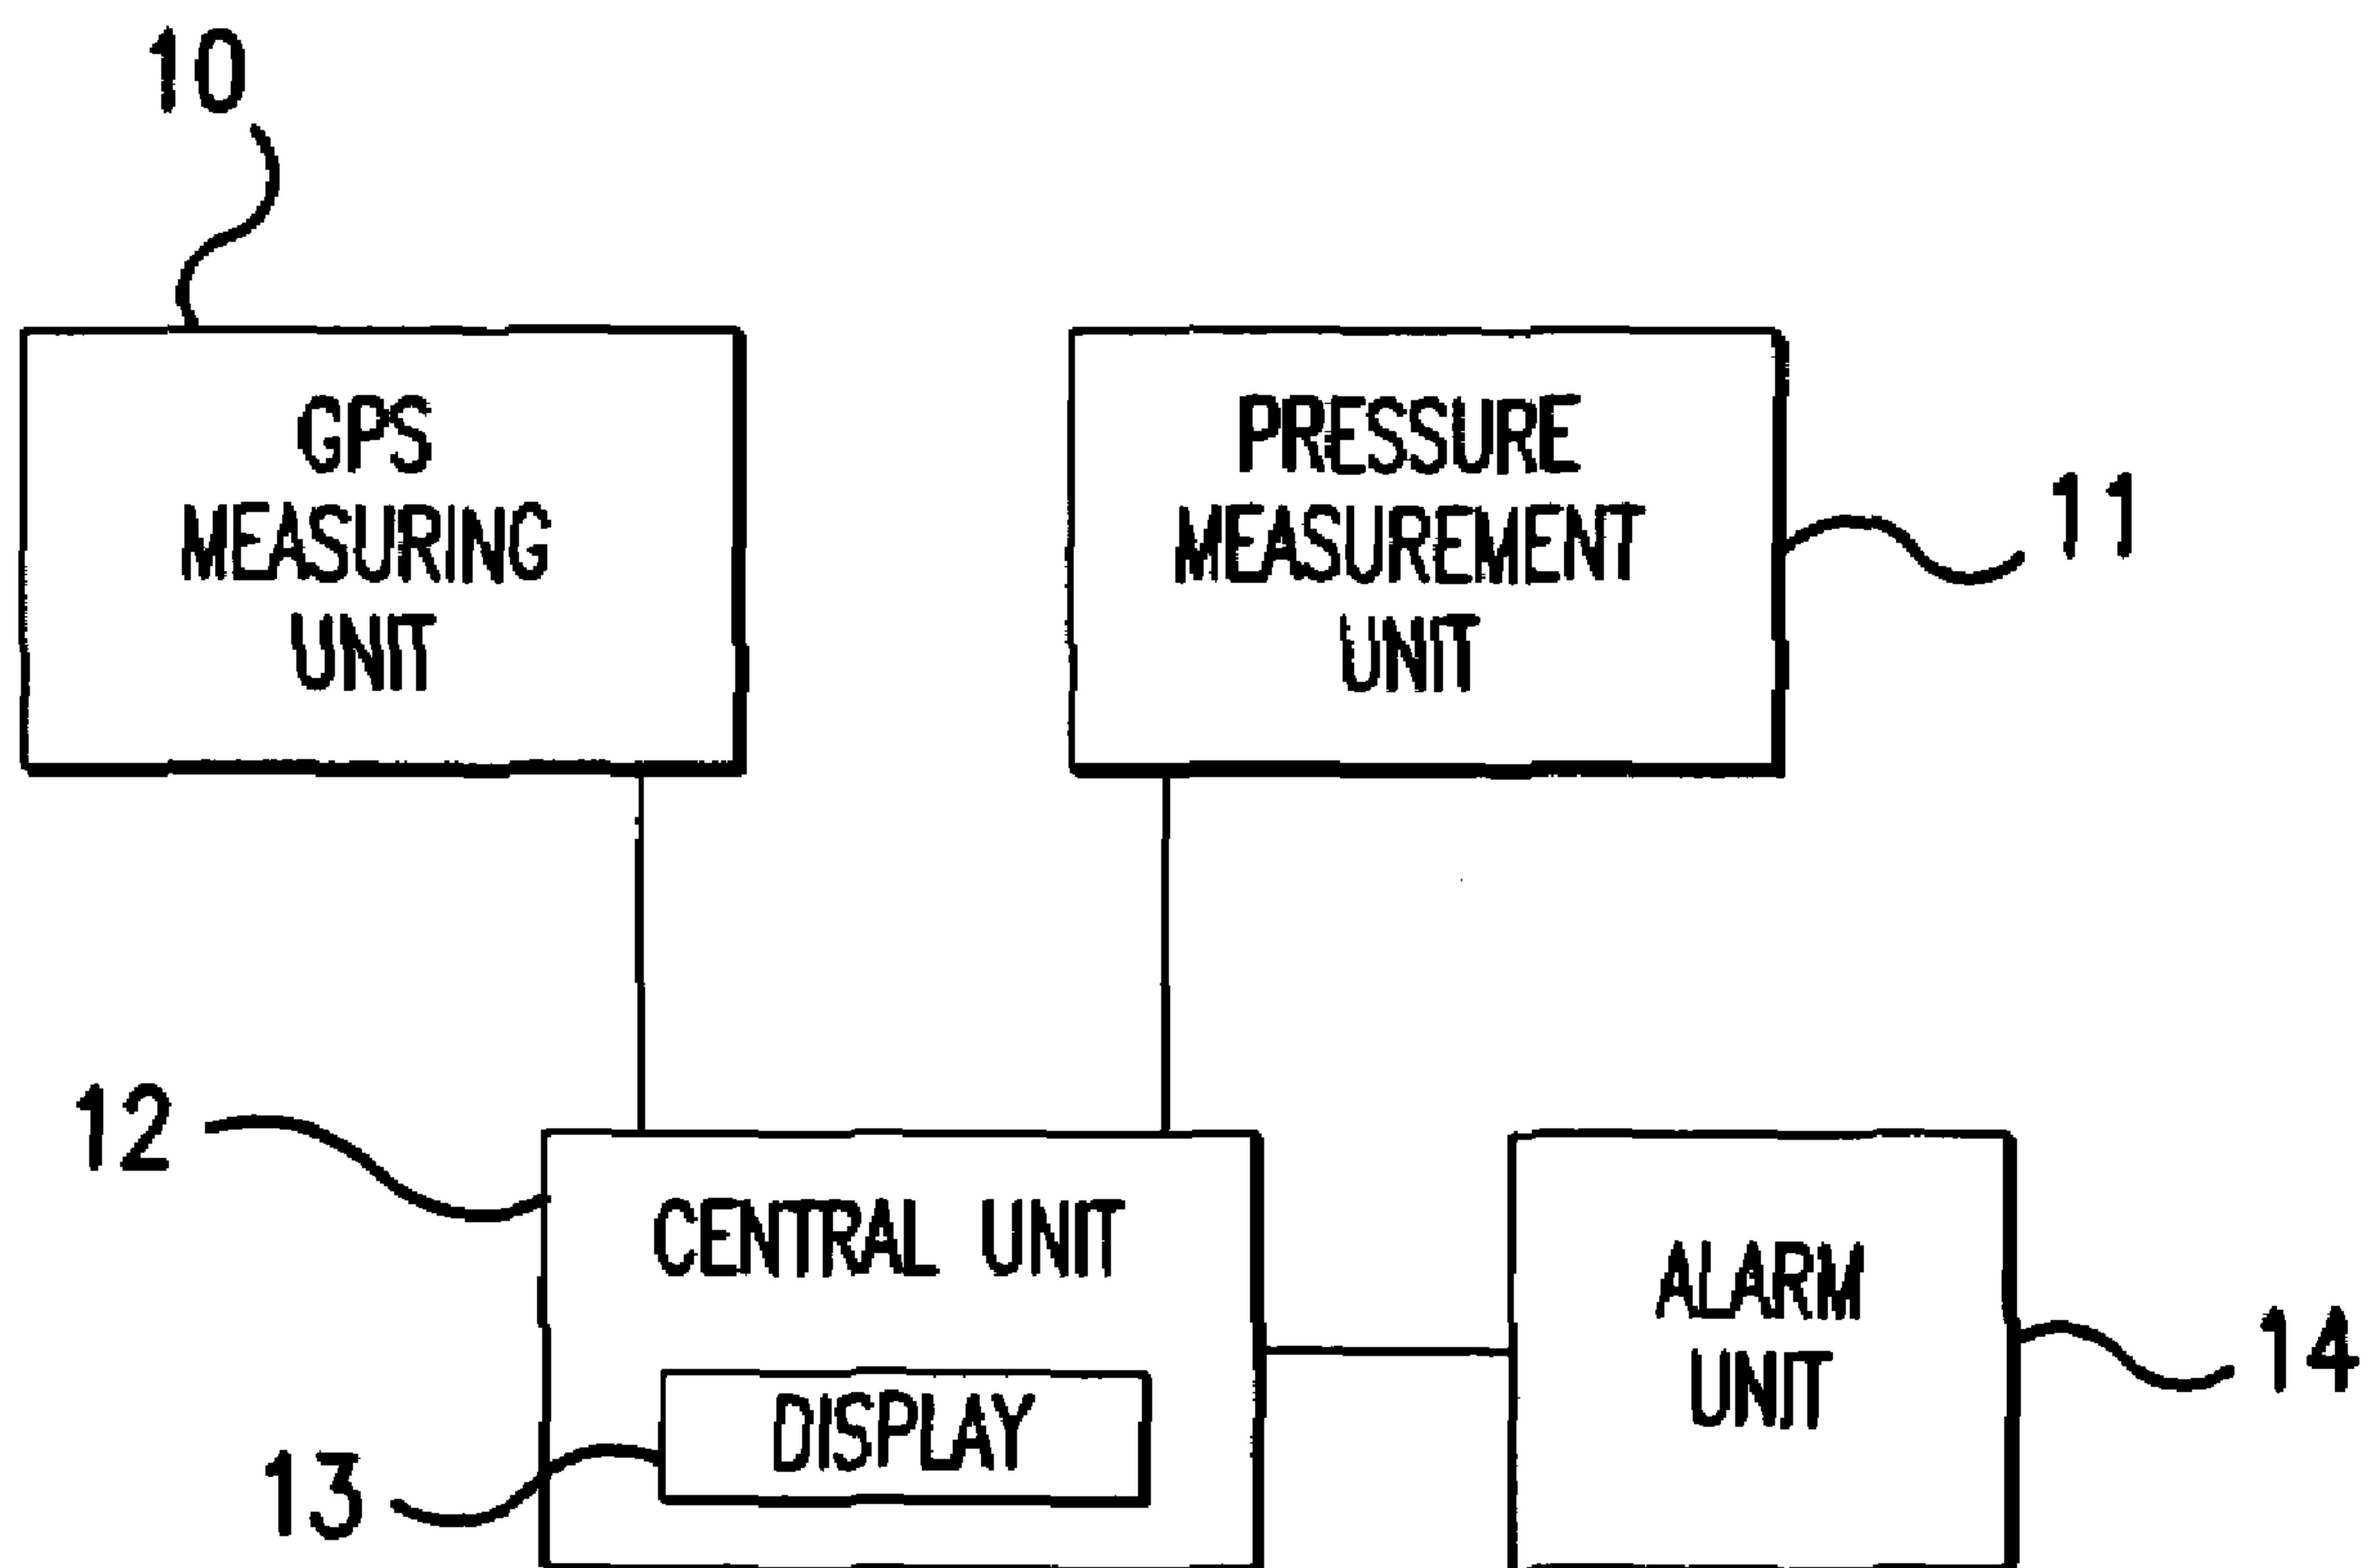 10
GPS
MEASURING
UNIT
PRESSURE
MEASUREMENT
UNIT
11
12
CENTRAL UNIT
DISPLAY
13
ALARM
UNIT
14